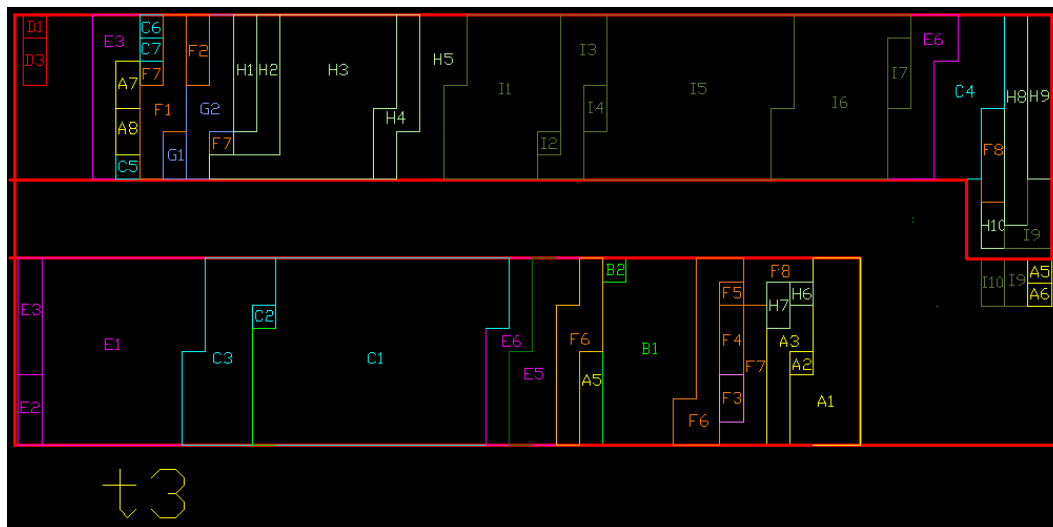 D1 C6 E3 C7 F2 I3 E6
D3 A7 F7 H1 H2 H3 H5 I7
F1 G2 H4 I1 I4 I5 I6 C4 H8 H9
A8 F7 I2 F8
C5 G1
H10 I9
B2 F8 I10 I9 A5
E3 F5 H7 H6 A6
E1 C2 E6 F6 F4 A3
C3 C1 B1 F7 A2
E5 A5
E2 F3 A1
F6
t3